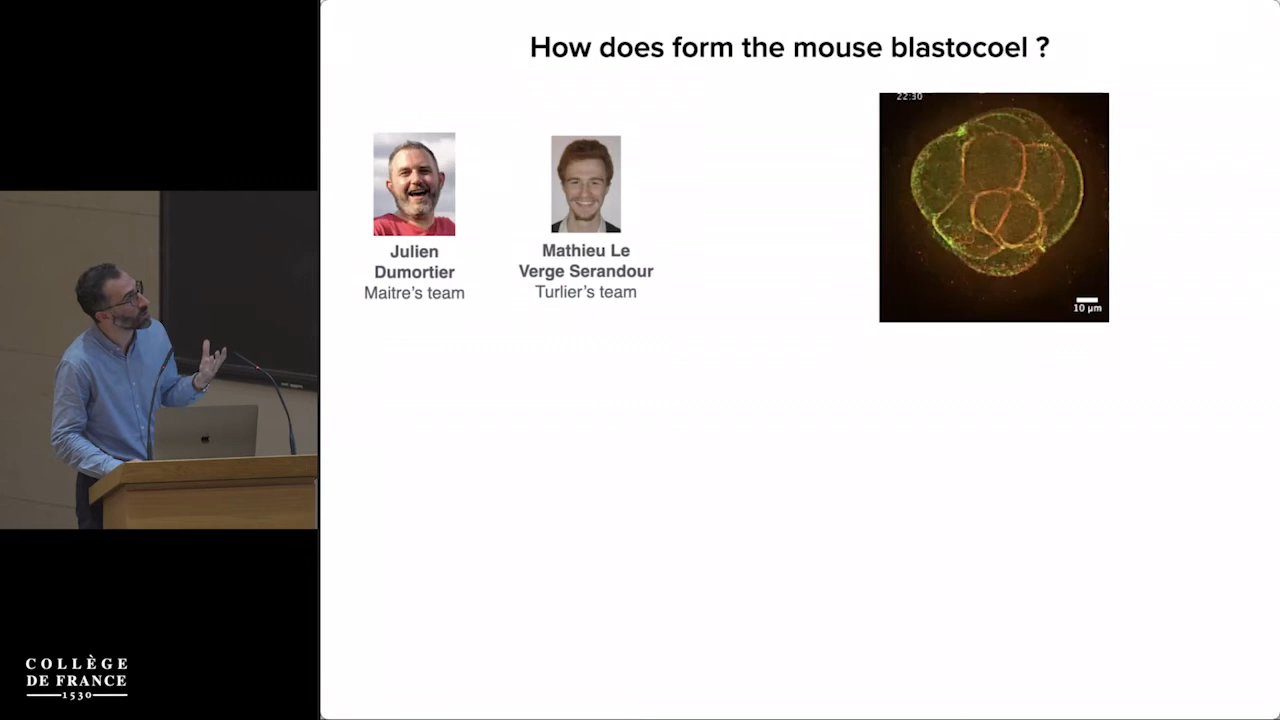 How does form the mouse blastocoel ?
22:30
10 µm
Julien
Dumortier
Maitre's team
Mathieu Le
Verge Serandour
Turlier's team
COLLÈGE
DE FRANCE
1530